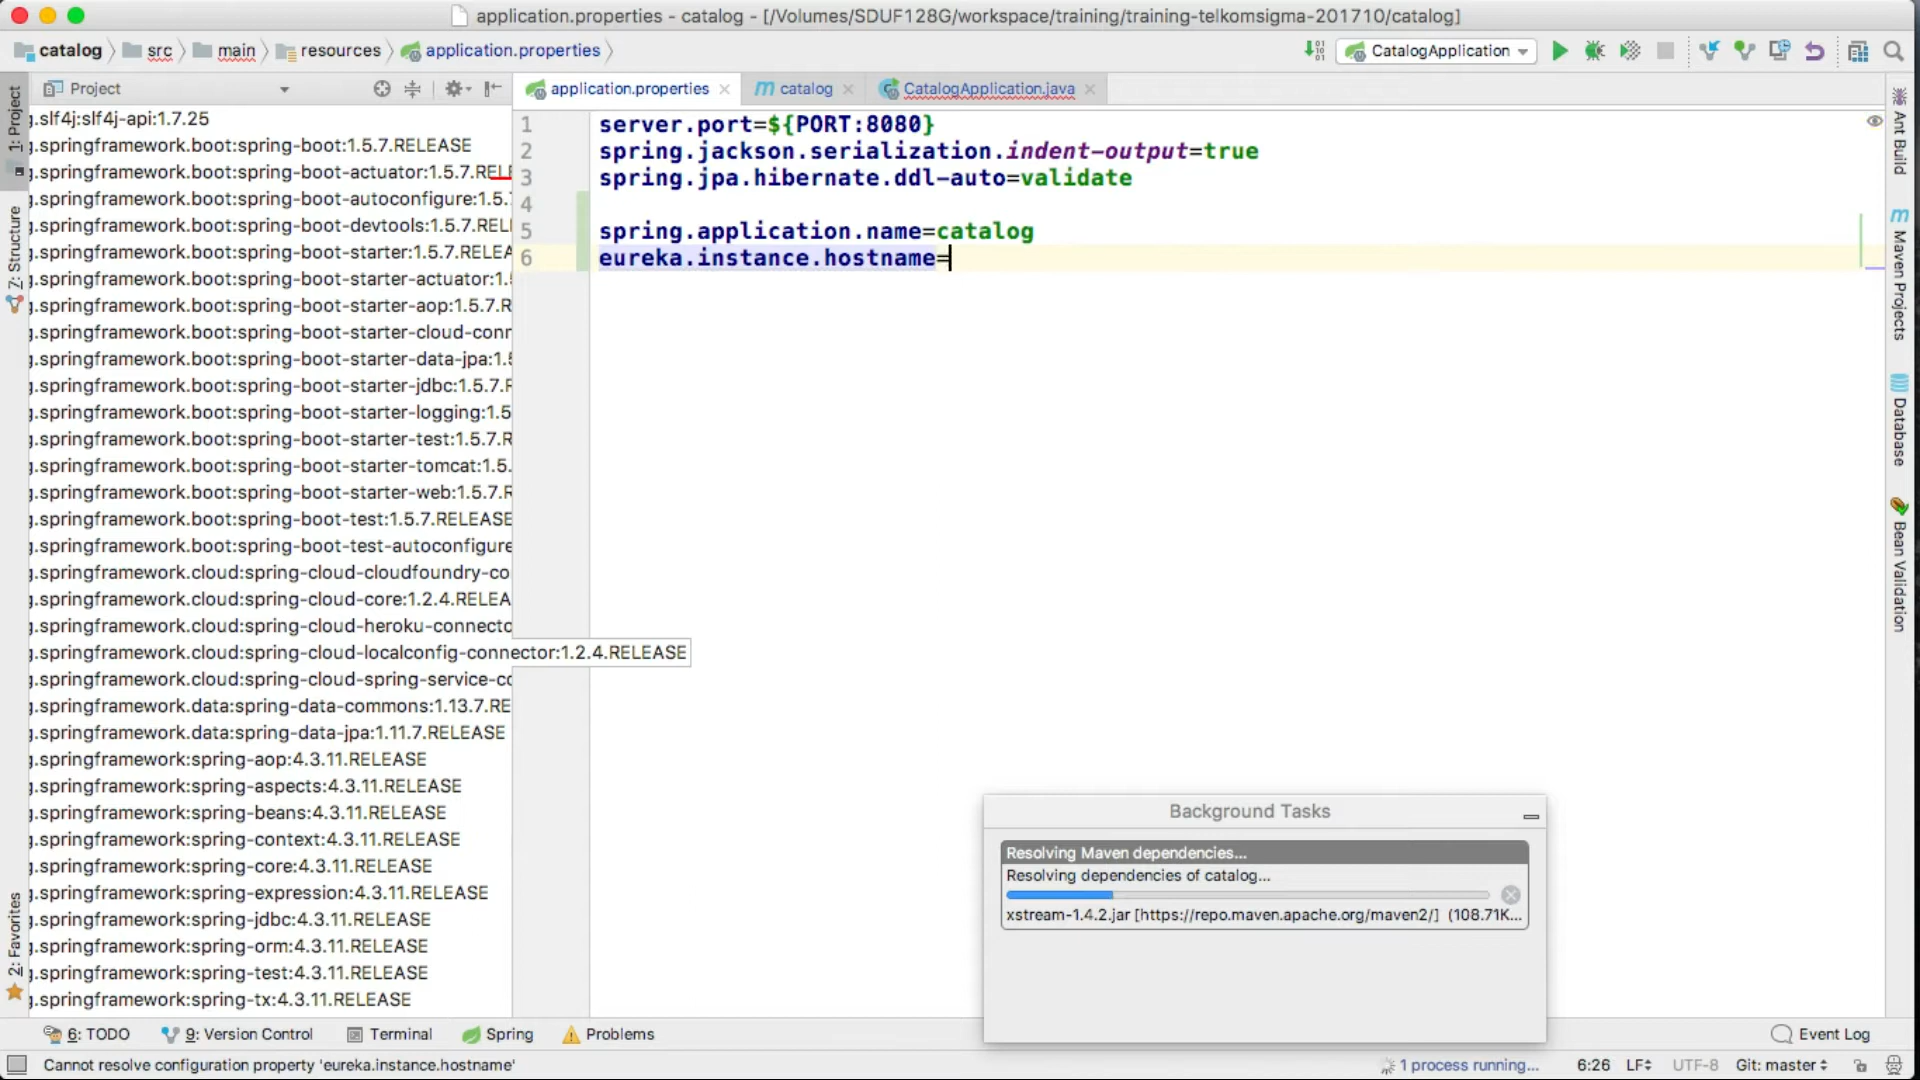 application.properties - catalog - [/Volumes/SDUF128G/workspace/training/training-telkomsigma-201710/catalog]
catalog src main resources application.properties
CatalogApplication
Project
application.properties catalog CatalogApplication.java
1: Project
7: Structure
2: Favorites
g.slf4j:slf4j-api:1.7.25
g.springframework.boot:spring-boot:1.5.7.RELEASE
g.springframework.boot:spring-boot-actuator:1.5.7.RELE
g.springframework.boot:spring-boot-autoconfigure:1.5.7
g.springframework.boot:spring-boot-devtools:1.5.7.REL
g.springframework.boot:spring-boot-starter:1.5.7.RELEA
g.springframework.boot:spring-boot-starter-actuator:1.
g.springframework.boot:spring-boot-starter-aop:1.5.7.R
g.springframework.boot:spring-boot-starter-cloud-conn
g.springframework.boot:spring-boot-starter-data-jpa:1.5
g.springframework.boot:spring-boot-starter-jdbc:1.5.7.R
g.springframework.boot:spring-boot-starter-logging:1.5
g.springframework.boot:spring-boot-starter-test:1.5.7.R
g.springframework.boot:spring-boot-starter-tomcat:1.5.
g.springframework.boot:spring-boot-starter-web:1.5.7.R
g.springframework.boot:spring-boot-test:1.5.7.RELEASE
g.springframework.boot:spring-boot-test-autoconfigure
g.springframework.cloud:spring-cloud-cloudfoundry-co
g.springframework.cloud:spring-cloud-core:1.2.4.RELEA
g.springframework.cloud:spring-cloud-heroku-connecto
g.springframework.cloud:spring-cloud-localconfig-connector:1.2.4.RELEASE
g.springframework.cloud:spring-cloud-spring-service-co
g.springframework.data:spring-data-commons:1.13.7.RE
g.springframework.data:spring-data-jpa:1.11.7.RELEASE
g.springframework:spring-aop:4.3.11.RELEASE
g.springframework:spring-aspects:4.3.11.RELEASE
g.springframework:spring-beans:4.3.11.RELEASE
g.springframework:spring-context:4.3.11.RELEASE
g.springframework:spring-core:4.3.11.RELEASE
g.springframework:spring-expression:4.3.11.RELEASE
g.springframework:spring-jdbc:4.3.11.RELEASE
g.springframework:spring-orm:4.3.11.RELEASE
g.springframework:spring-test:4.3.11.RELEASE
g.springframework:spring-tx:4.3.11.RELEASE
1 server.port=${PORT:8080}
2 spring.jackson.serialization.indent-output=true
3 spring.jpa.hibernate.ddl-auto=validate
4
5 spring.application.name=catalog
6 eureka.instance.hostname=
Ant Build
Maven Projects
Database
Bean Validation
Background Tasks
Resolving Maven dependencies...
Resolving dependencies of catalog...
xstream-1.4.2.jar [https://repo.maven.apache.org/maven2/] (108.71K...
6: TODO 9: Version Control Terminal Spring Problems Event Log
Cannot resolve configuration property 'eureka.instance.hostname' 1 process running... 6:26 LF UTF-8 Git: master